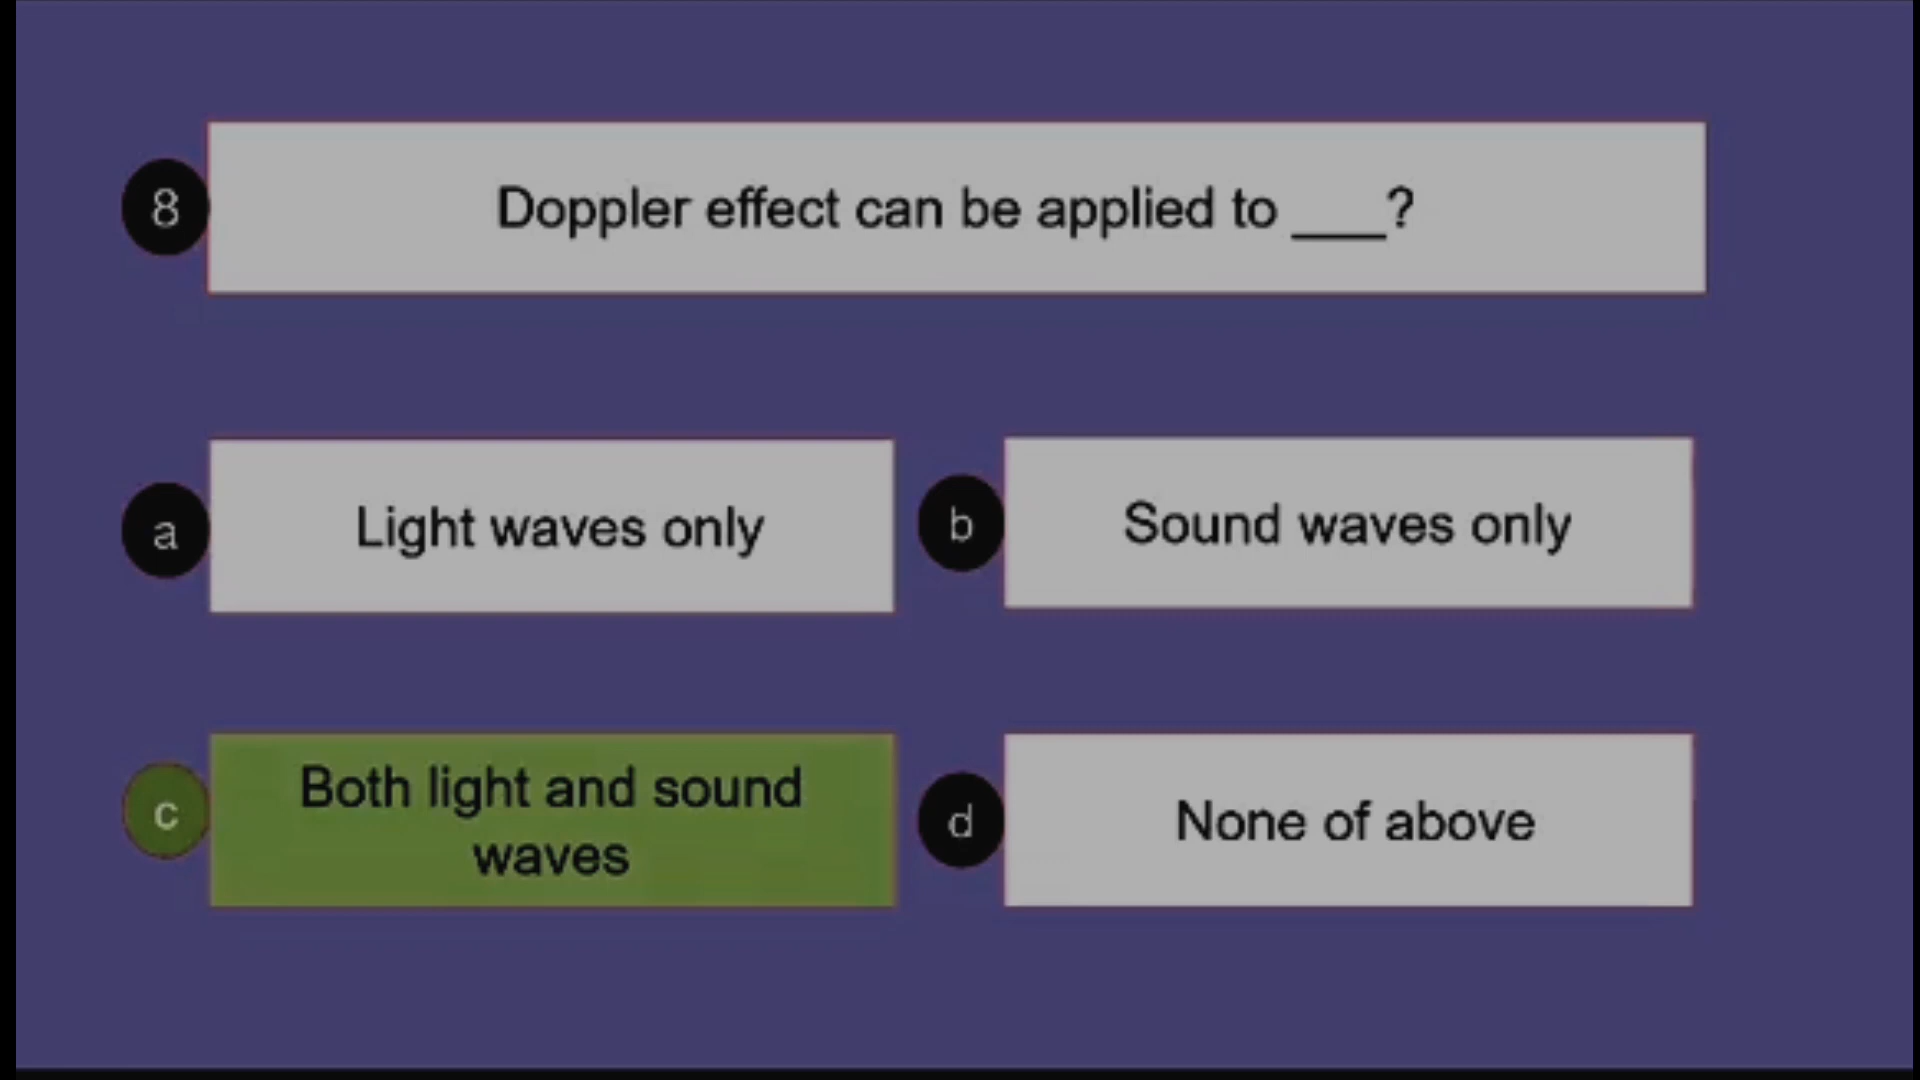 8
Doppler effect can be applied to ___?
a
Light waves only
b
Sound waves only
c
Both light and sound
waves
d
None of above